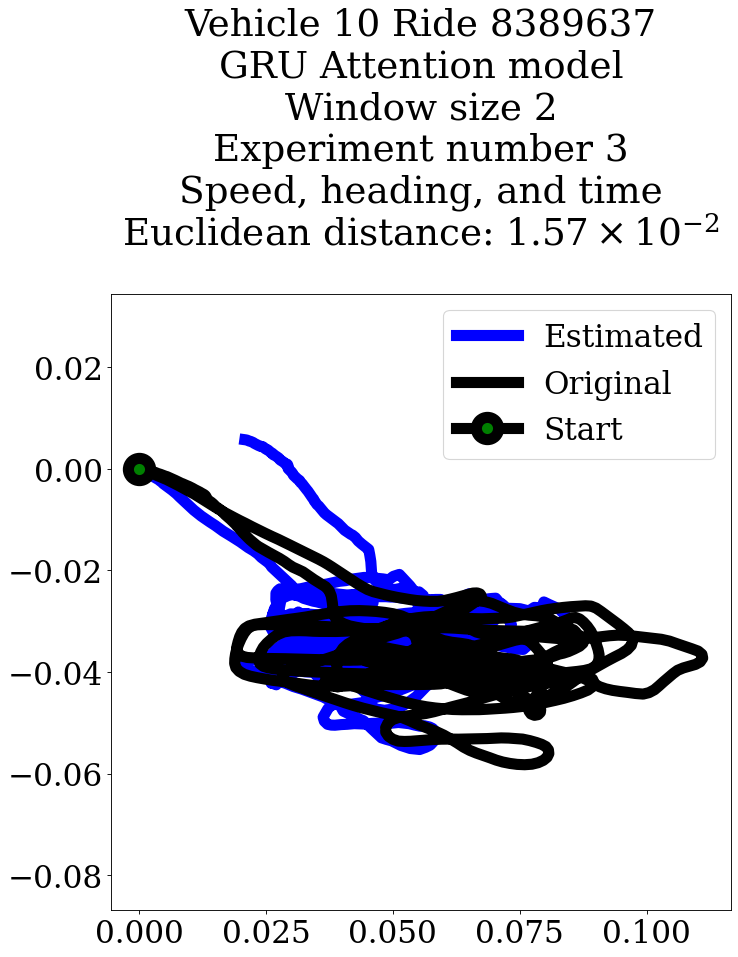 Vehicle 10 Ride 8389637
GRU Attention model
Window size 2
Experiment number 3
Speed, heading, and time
Euclidean distance: 1.57 × 10⁻²
Estimated
Original
Start
0.02
0.00
−0.02
−0.04
−0.06
−0.08
0.000 0.025 0.050 0.075 0.100